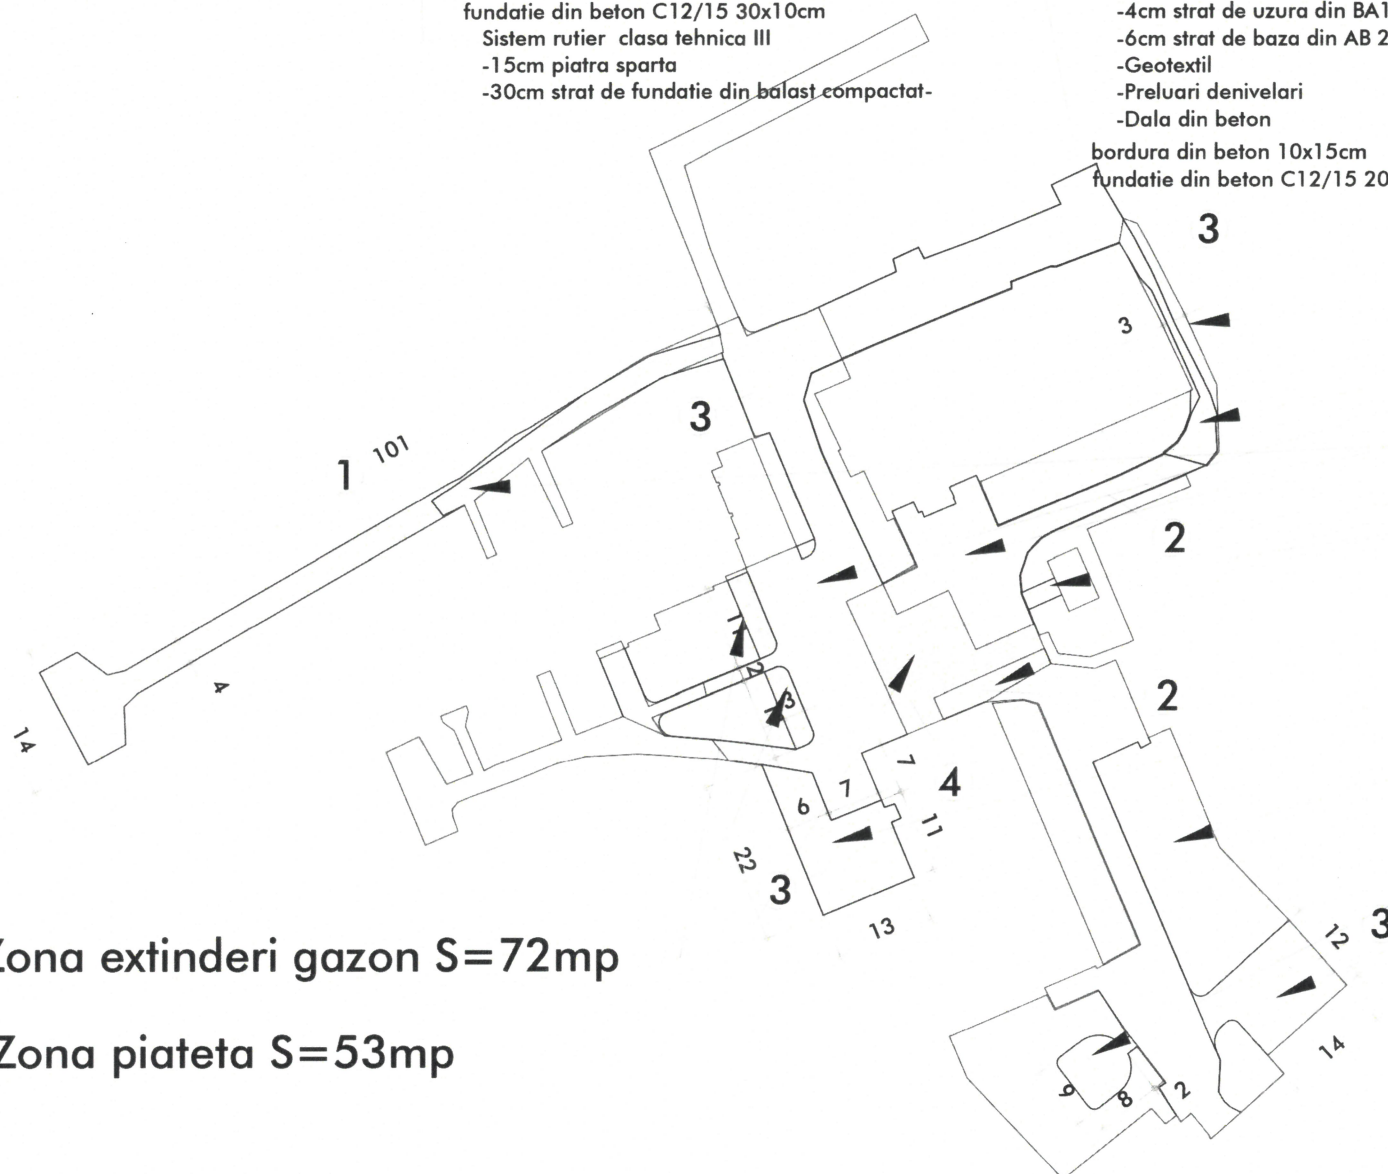 fundatie din beton C12/15 30x10cm
Sistem rutier clasa tehnica III
-15cm piatra sparta
-30cm strat de fundatie din balast compactat-
-4cm strat de uzura din BA1
-6cm strat de baza din AB 2
-Geotextil
-Preluari denivelari
-Dala din beton
bordura din beton 10x15cm
fundatie din beton C12/15 20
3
3
3
1
101
2
4
14
2
3
2
7
4
7
6
11
22
3
13
3
12
Zona extinderi gazon S=72mp
Zona piateta S=53mp
14
9
8
2